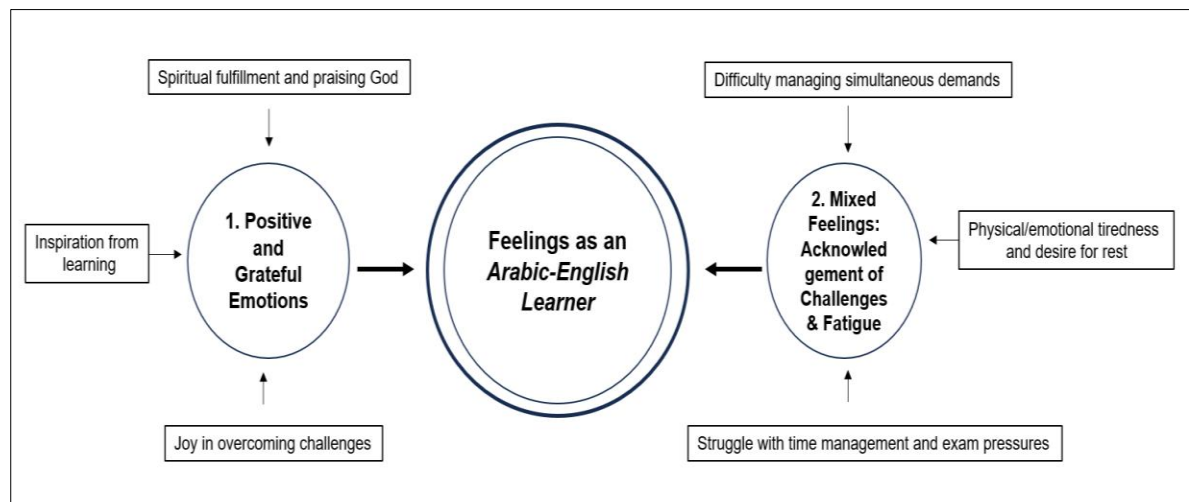 Spiritual fulfillment and praising God
Difficulty managing simultaneous demands
1. Positive
and
Grateful
Emotions
Inspiration from
learning
Feelings as an
Arabic-English
Learner
2. Mixed
Feelings:
Acknowled
gement of
Challenges
& Fatigue
Physical/emotional tiredness
and desire for rest
Joy in overcoming challenges
Struggle with time management and exam pressures